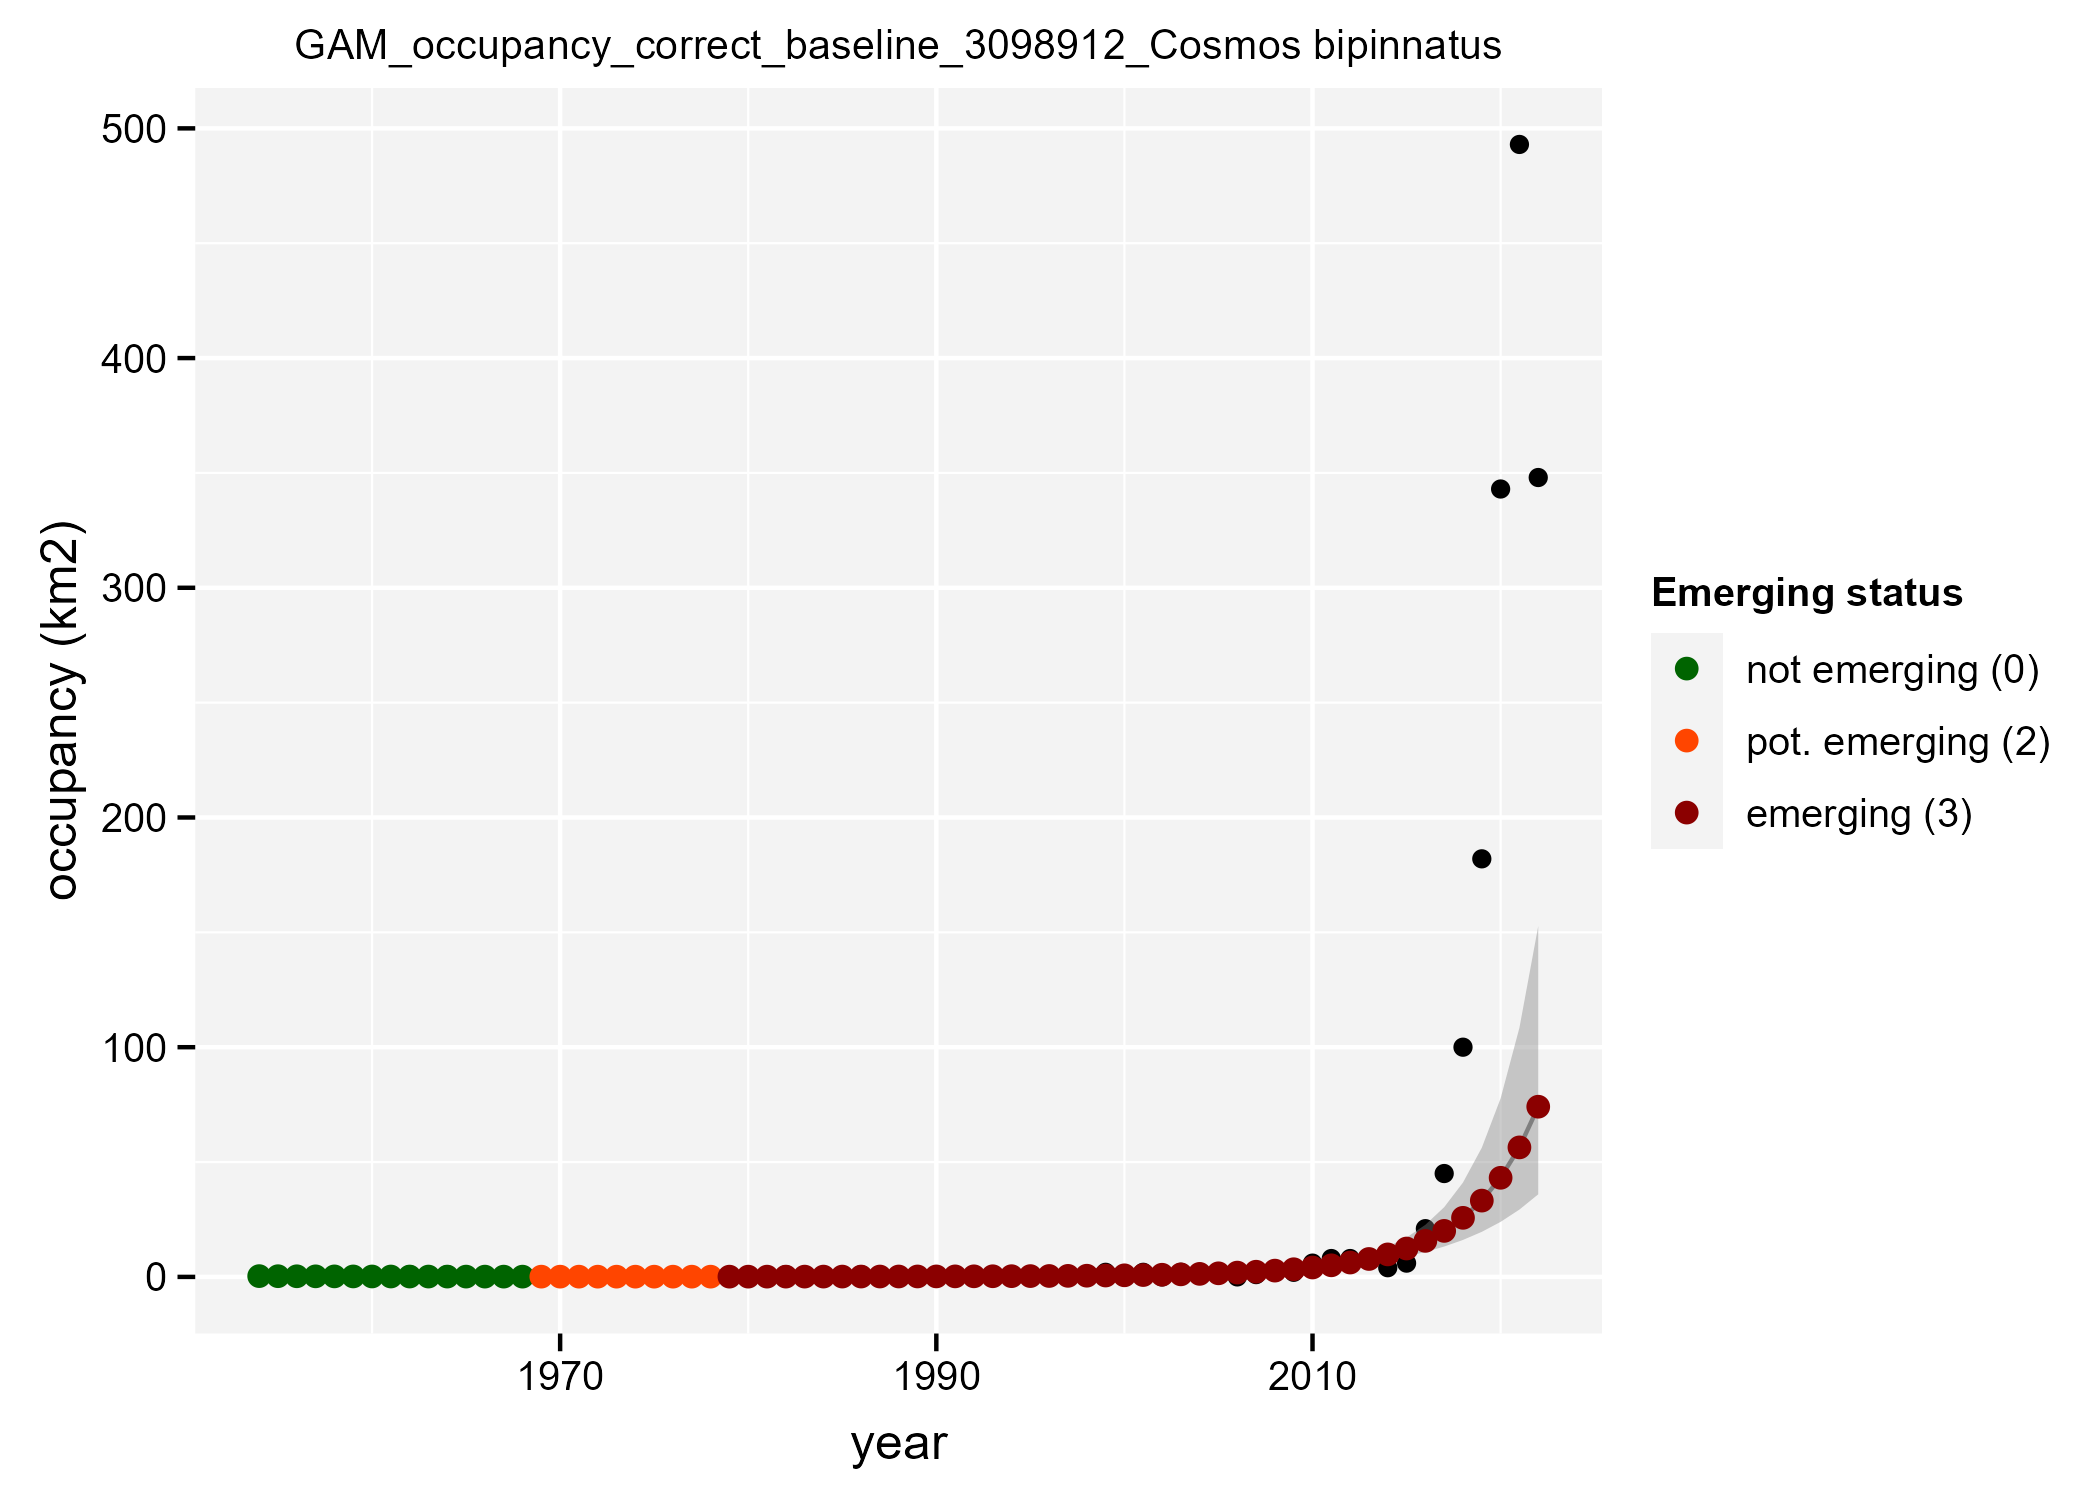 GAM_occupancy_correct_baseline_3098912_Cosmos bipinnatus
500
400
300
200
100
0
occupancy (km2)
1970 1990 2010
year
Emerging status
not emerging (0)
pot. emerging (2)
emerging (3)